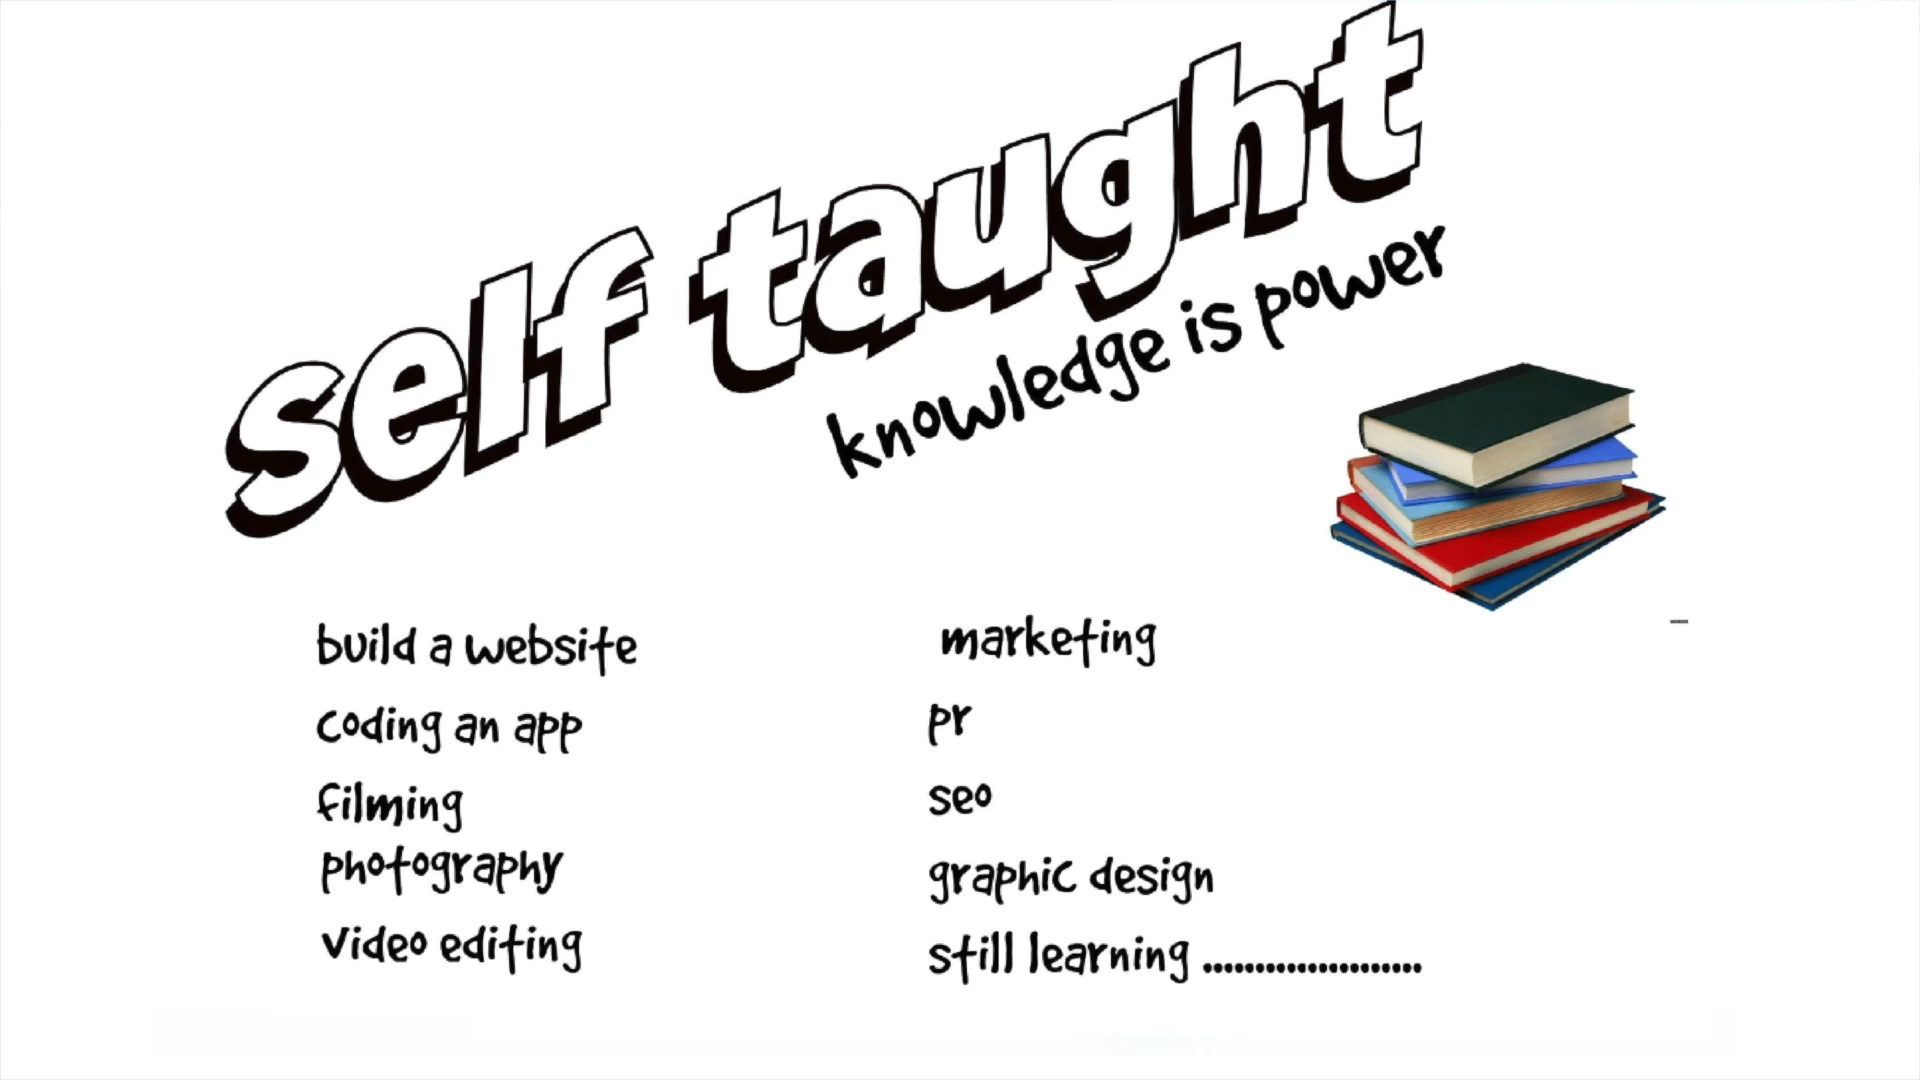 self taught
knowledge is power
build a website
coding an app
filming
photography
video editing
marketing
pr
seo
graphic design
still learning .....................